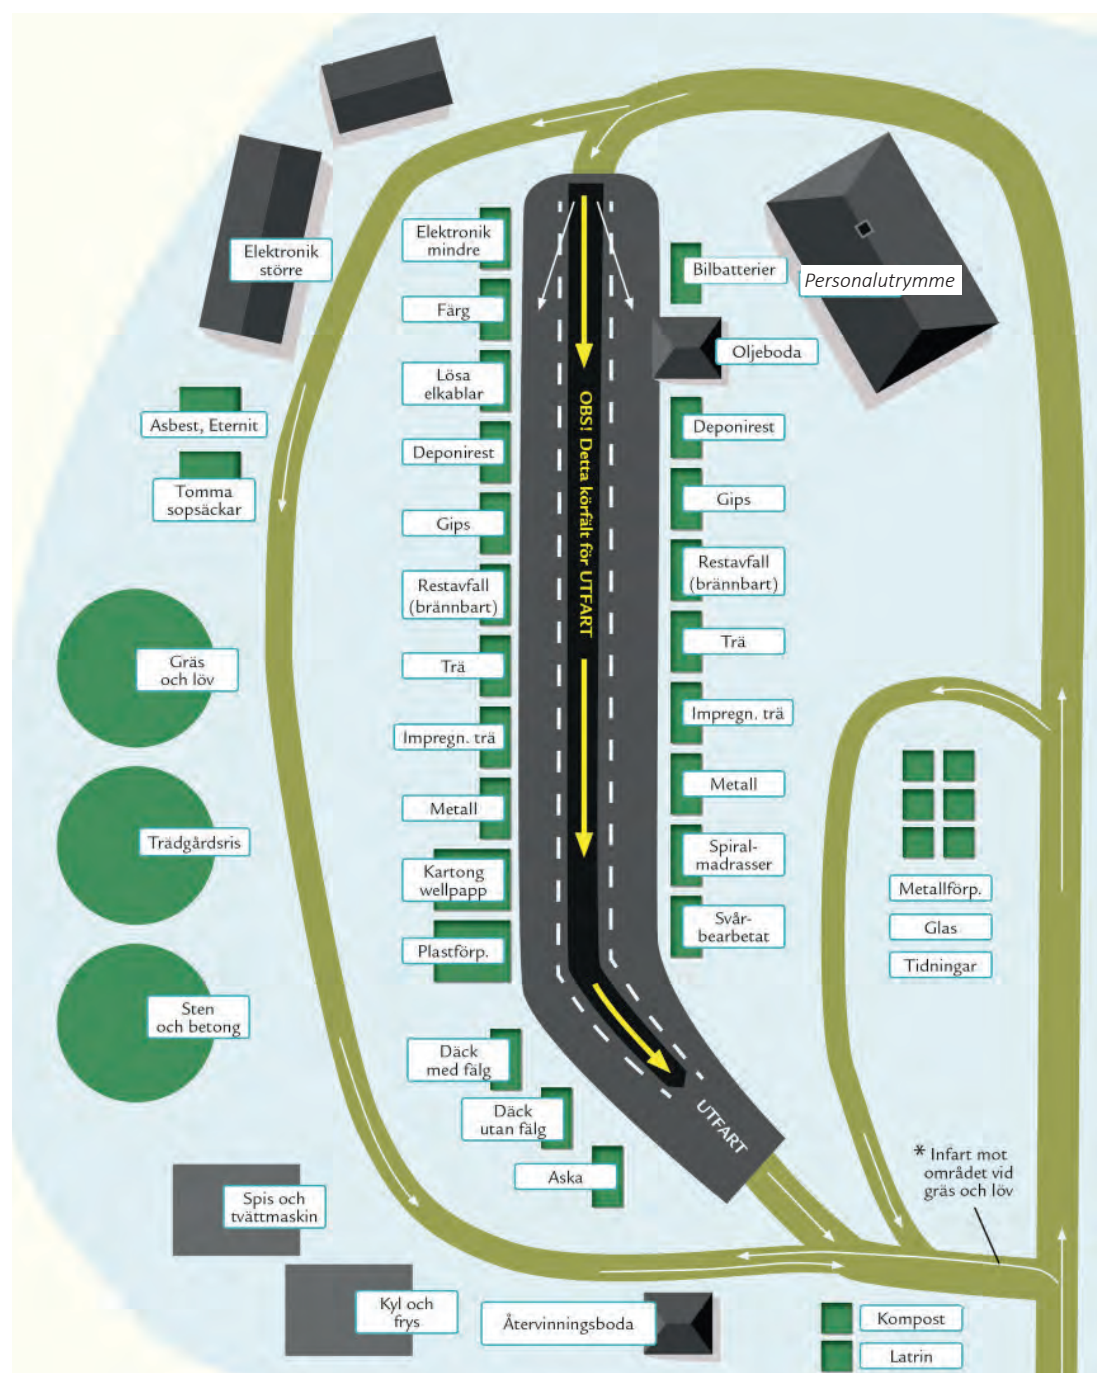 Elektronik
större
Asbest, Eternit
Tomma
sopsäckar
Gräs
och löv
Trädgårdsris
Sten
och betong
Spis och
tvättmaskin
Kyl och
frys
Återvinningsboda
Elektronik
mindre
Färg
Lösa
elkablar
Deponirest
Gips
Restavfall
(brännbart)
Trä
Impregn. trä
Metall
Kartong
wellpapp
Plastförp.
Däck
med fälg
Däck
utan fälg
Aska
OBS! Detta körfält för UTFART
UTFART
Bilbatterier
Personalutrymme
Oljeboda
Deponirest
Gips
Restavfall
(brännbart)
Trä
Impregn. trä
Metall
Spiral-
madrasser
Svår-
bearbetat
Metallförp.
Glas
Tidningar
* Infart mot
området vid
gräs och löv
Kompost
Latrin